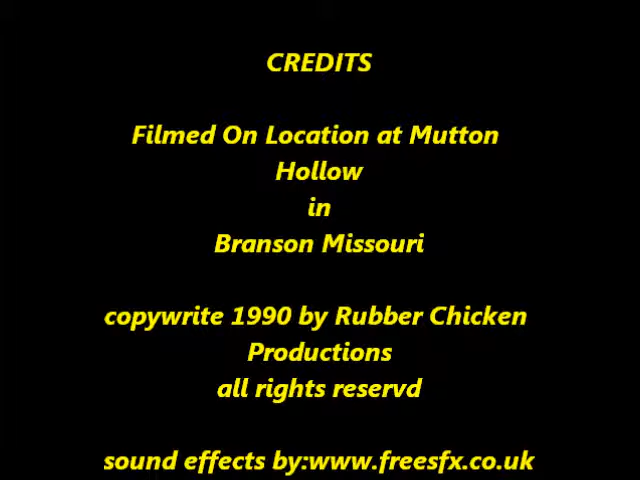 CREDITS
Filmed On Location at Mutton
Hollow
in
Branson Missouri
copywrite 1990 by Rubber Chicken
Productions
all rights reservd
sound effects by:www.freesfx.co.uk